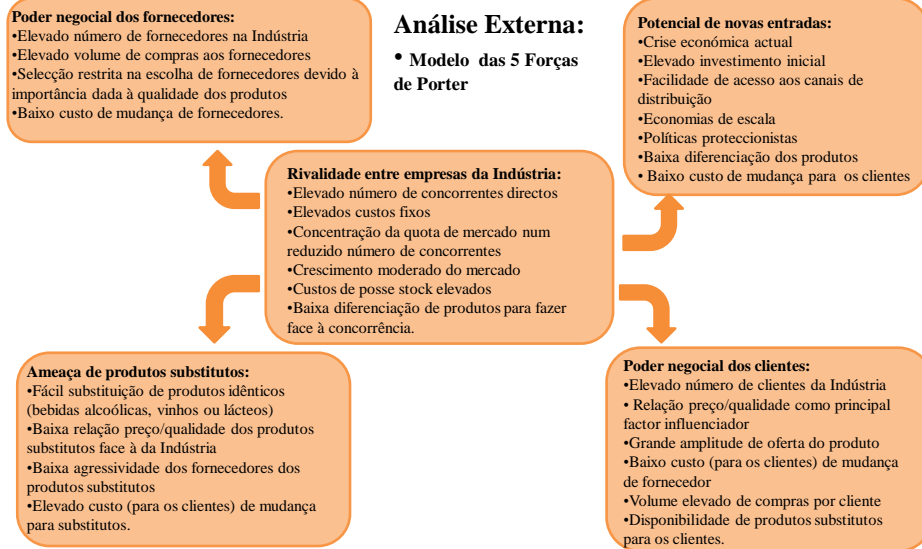 Poder negocial dos fornecedores:
•Elevado número de fornecedores na Indústria
•Elevado volume de compras aos fornecedores
•Selecção restrita na escolha de fornecedores devido à
importância dada à qualidade dos produtos
•Baixo custo de mudança de fornecedores.
Análise Externa:
• Modelo das 5 Forças
de Porter
Potencial de novas entradas:
•Crise económica actual
•Elevado investimento inicial
•Facilidade de acesso aos canais de
distribuição
•Economias de escala
•Políticas proteccionistas
•Baixa diferenciação dos produtos
• Baixo custo de mudança para os clientes
Rivalidade entre empresas da Indústria:
•Elevado número de concorrentes directos
•Elevados custos fixos
•Concentração da quota de mercado num
reduzido número de concorrentes
•Crescimento moderado do mercado
•Custos de posse stock elevados
•Baixa diferenciação de produtos para fazer
face à concorrência.
Ameaça de produtos substitutos:
•Fácil substituição de produtos idênticos
(bebidas alcoólicas, vinhos ou lácteos)
•Baixa relação preço/qualidade dos produtos
substitutos face à da Indústria
•Baixa agressividade dos fornecedores dos
produtos substitutos
•Elevado custo (para os clientes) de mudança
para substitutos.
Poder negocial dos clientes:
•Elevado número de clientes da Indústria
• Relação preço/qualidade como principal
factor influenciador
•Grande amplitude de oferta do produto
•Baixo custo (para os clientes) de mudança
de fornecedor
•Volume elevado de compras por cliente
•Disponibilidade de produtos substitutos
para os clientes.